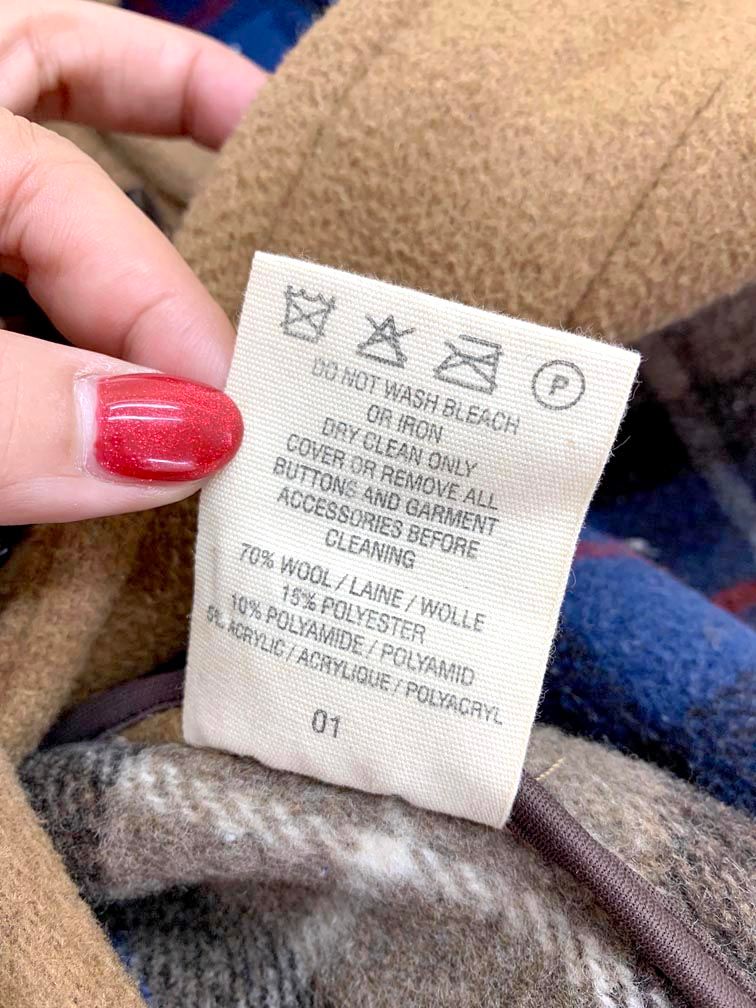 P
DO NOT WASH BLEACH
OR IRON
DRY CLEAN ONLY
COVER OR REMOVE ALL
BUTTONS AND GARMENT
ACCESSORIES BEFORE
CLEANING
70% WOOL / LAINE / WOLLE
15% POLYESTER
10% POLYAMIDE / POLYAMID
5% ACRYLIC / ACRYLIQUE / POLYACRYL
01